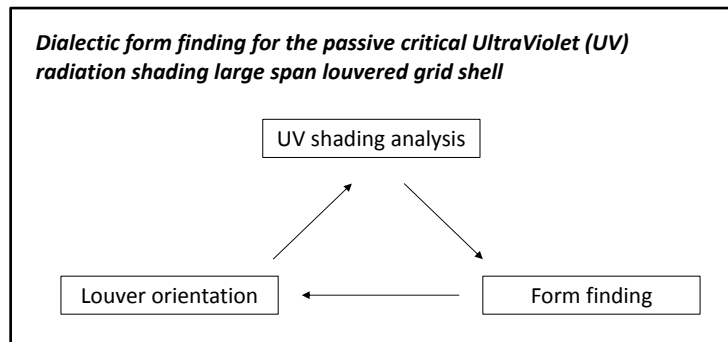 Dialectic form finding for the passive critical UltraViolet (UV)
radiation shading large span louvered grid shell
UV shading analysis
Louver orientation
Form finding